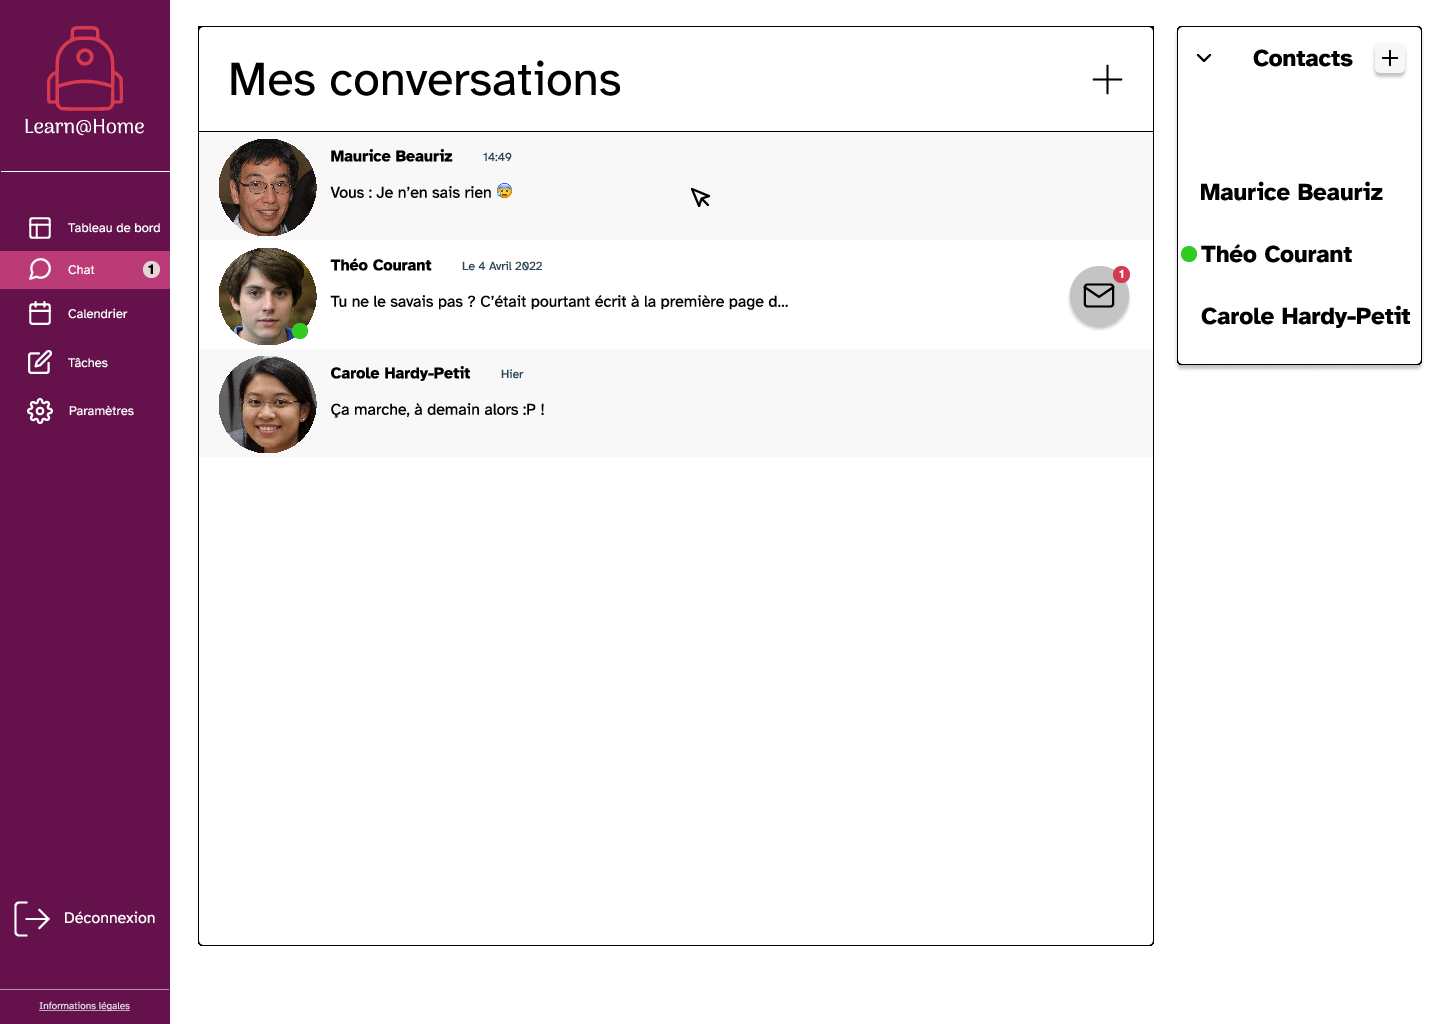 Learn@Home
Tableau de bord
Chat 1
Calendrier
Tâches
Paramètres
Déconnexion
Informations légales
Mes conversations
Maurice Beauriz 14:49
Vous : Je n’en sais rien 😰
Théo Courant Le 4 Avril 2022
Tu ne le savais pas ? C’était pourtant écrit à la première page d...
1
Carole Hardy-Petit Hier
Ça marche, à demain alors :P !
Contacts
Maurice Beauriz
Théo Courant
Carole Hardy-Petit